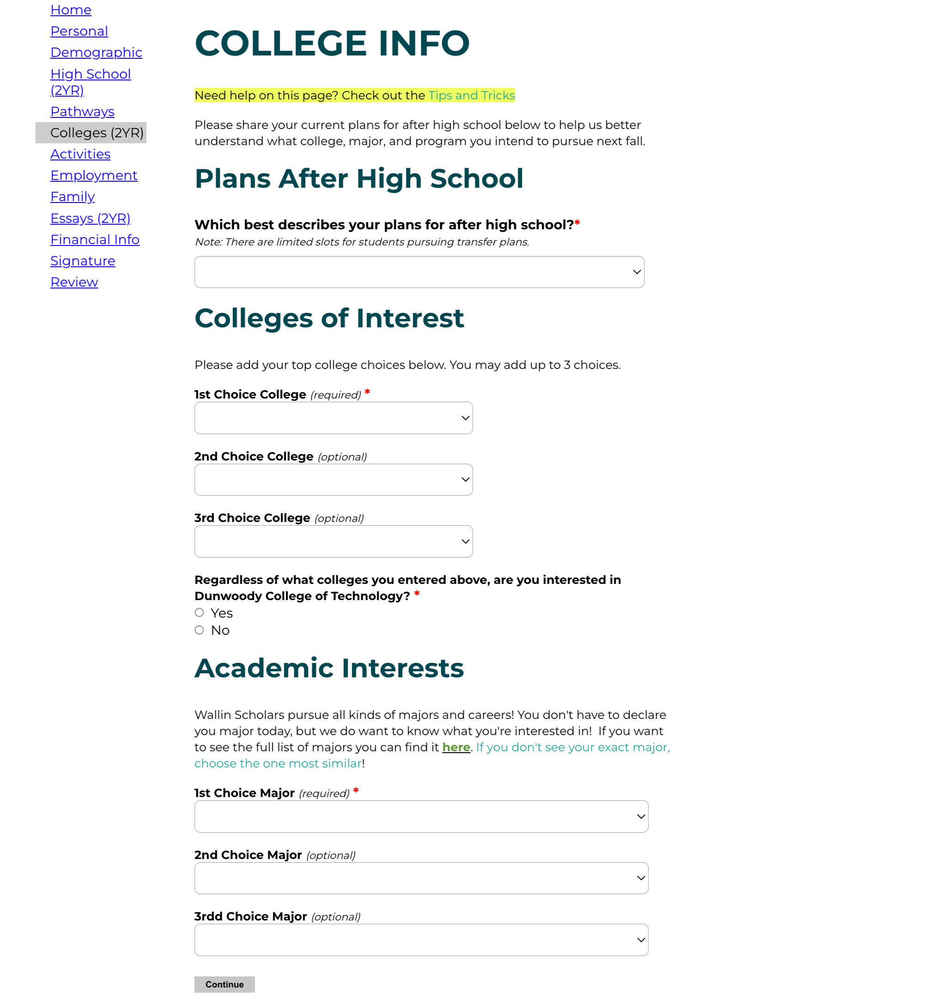 Home
Personal
Demographic
High School
(2YR)
Pathways
Colleges (2YR)
Activities
Employment
Family
Essays (2YR)
Financial Info
Signature
Review
COLLEGE INFO
Need help on this page? Check out the Tips and Tricks
Please share your current plans for after high school below to help us better
understand what college, major, and program you intend to pursue next fall.
Plans After High School
Which best describes your plans for after high school?*
Note: There are limited slots for students pursuing transfer plans.
Colleges of Interest
Please add your top college choices below. You may add up to 3 choices.
1st Choice College (required) *
2nd Choice College (optional)
3rd Choice College (optional)
Regardless of what colleges you entered above, are you interested in
Dunwoody College of Technology? *
Yes
No
Academic Interests
Wallin Scholars pursue all kinds of majors and careers! You don't have to declare
you major today, but we do want to know what you're interested in!  If you want
to see the full list of majors you can find it here. If you don't see your exact major,
choose the one most similar!
1st Choice Major (required) *
2nd Choice Major (optional)
3rdd Choice Major (optional)
Continue